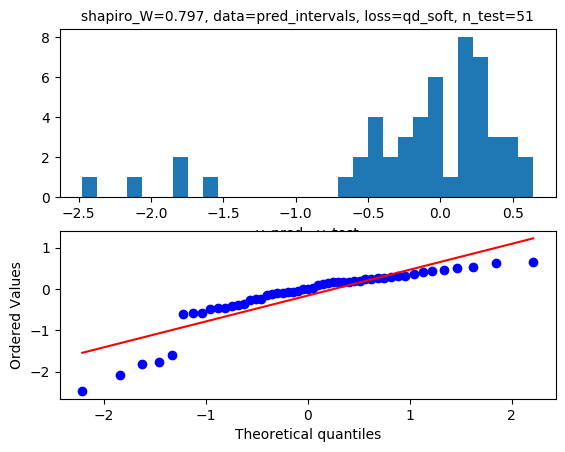 shapiro_W=0.797, data=pred_intervals, loss=qd_soft, n_test=51
8
6
4
2
0
−2.5 −2.0 −1.5 −1.0 −0.5 0.0 0.5
1
0
−1
−2
Ordered Values
−2 −1 0 1 2
Theoretical quantiles